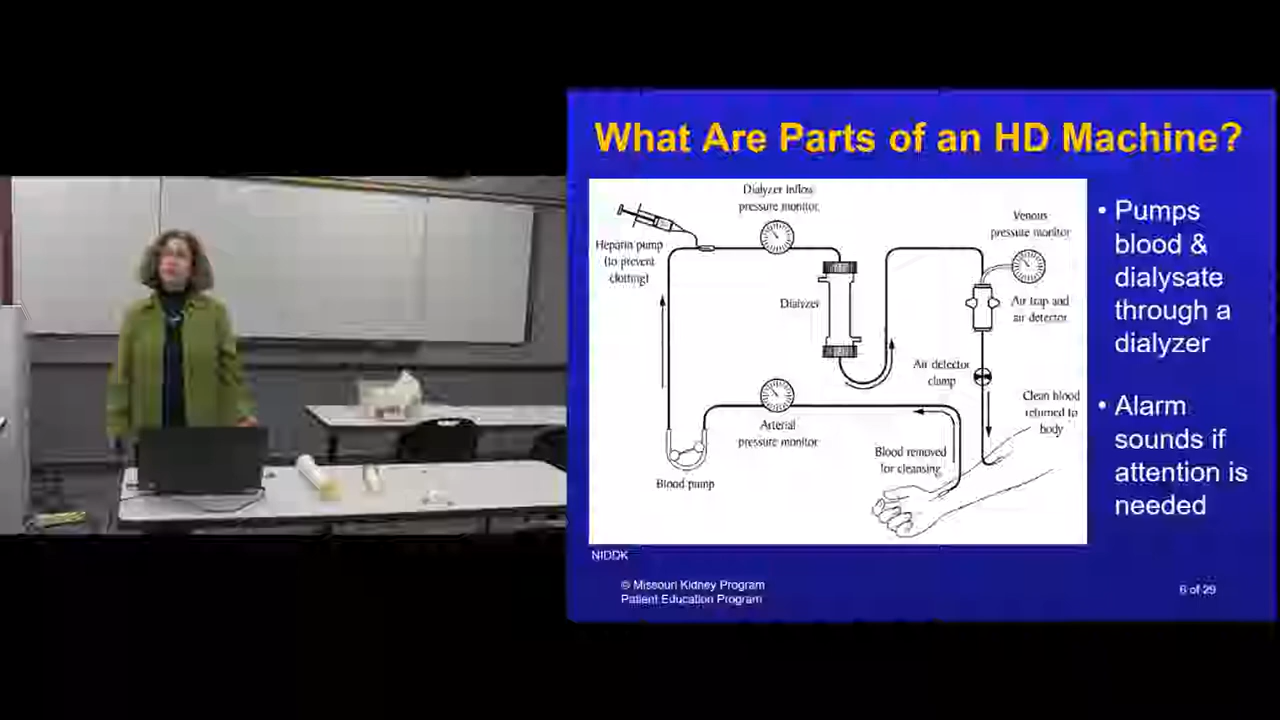 What Are Parts of an HD Machine?
Dialyzer inflow
pressure monitor
Heparin pump
(to prevent
clotting)
Dialyzer
Venous
pressure monitor
Air trap and
air detector
Air detector
clamp
Clean blood
returned to
body
Arterial
pressure monitor
Blood removed
for cleansing
Blood pump
• Pumps
blood &
dialysate
through a
dialyzer
• Alarm
sounds if
attention is
needed
NIDDK
© Missouri Kidney Program
Patient Education Program
6 of 29